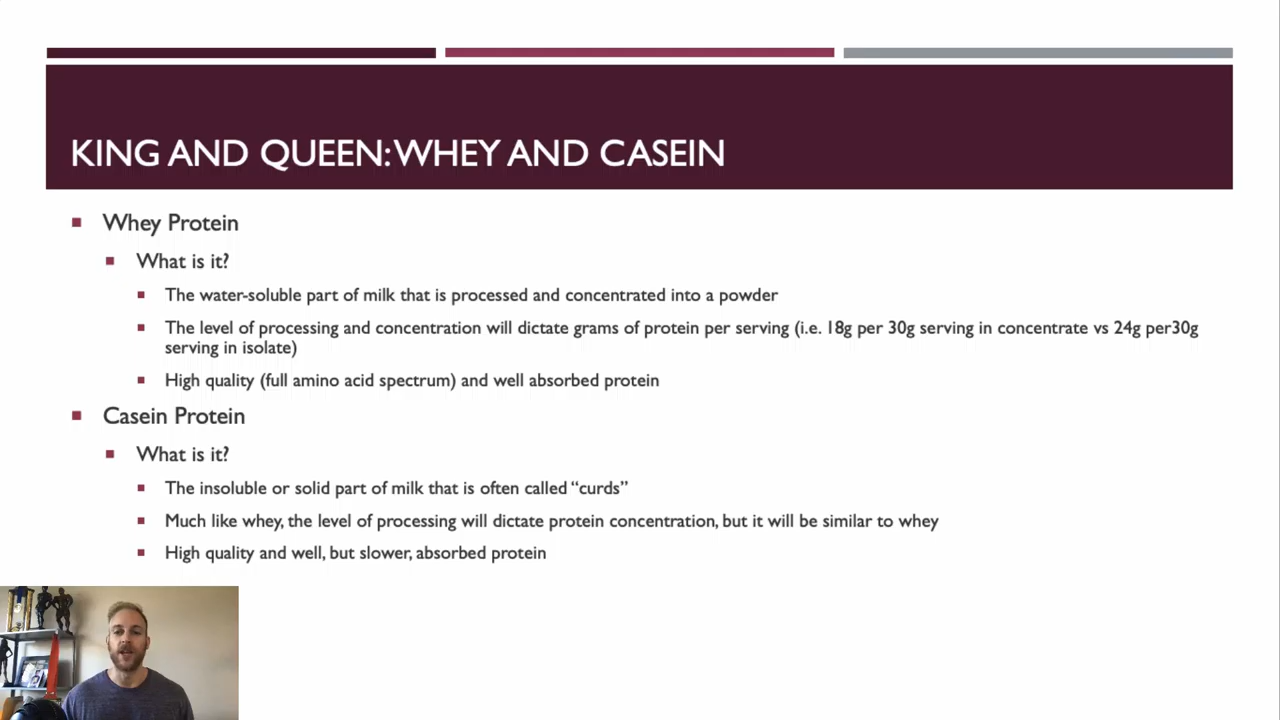 KING AND QUEEN: WHEY AND CASEIN
Whey Protein
What is it?
The water-soluble part of milk that is processed and concentrated into a powder
The level of processing and concentration will dictate grams of protein per serving (i.e. 18g per 30g serving in concentrate vs 24g per30g
serving in isolate)
High quality (full amino acid spectrum) and well absorbed protein
Casein Protein
What is it?
The insoluble or solid part of milk that is often called “curds”
Much like whey, the level of processing will dictate protein concentration, but it will be similar to whey
High quality and well, but slower, absorbed protein